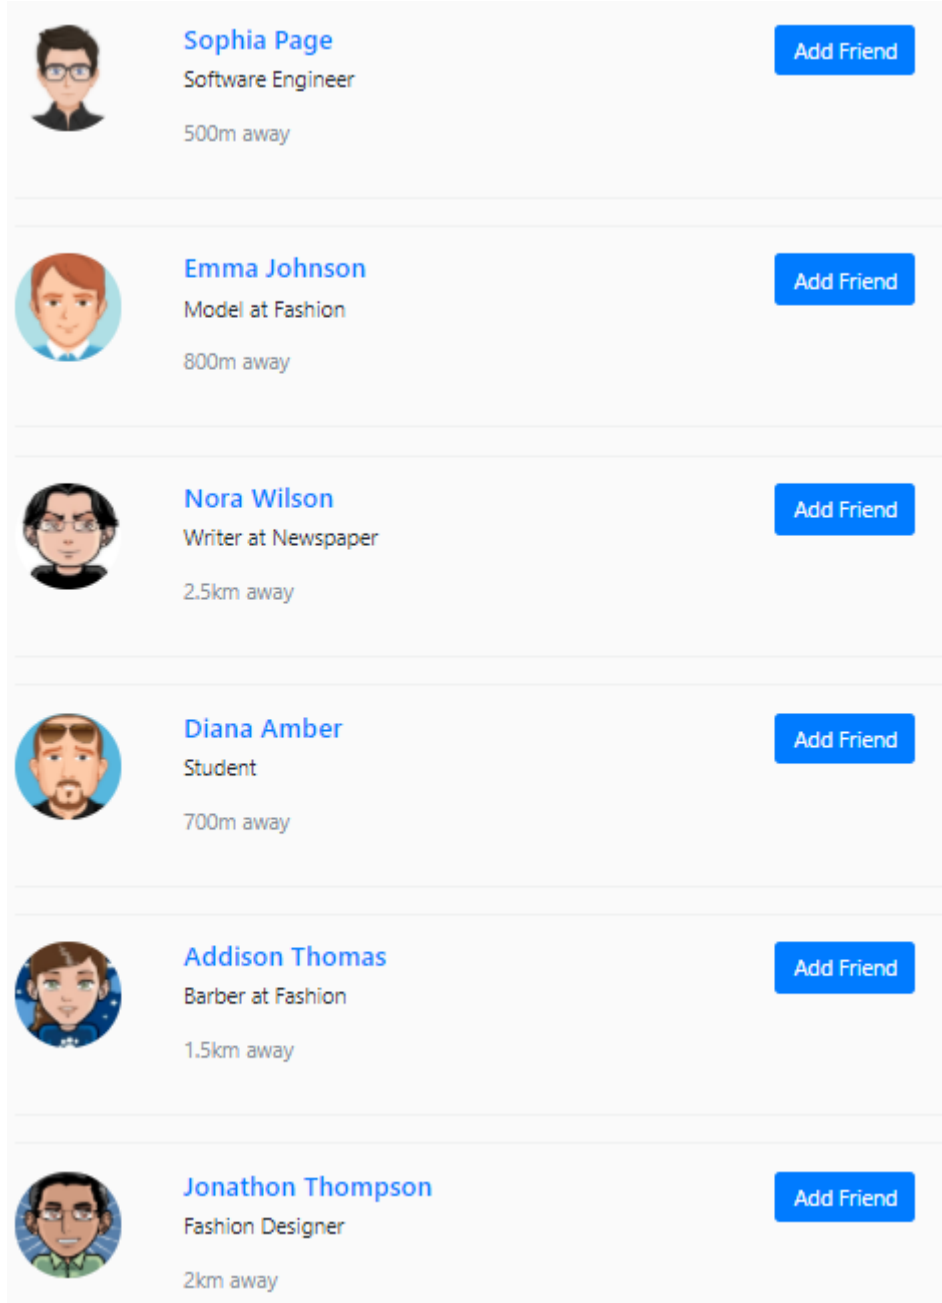 Sophia Page
Add Friend
Software Engineer
500m away
Emma Johnson
Add Friend
Model at Fashion
800m away
Nora Wilson
Add Friend
Writer at Newspaper
2.5km away
Diana Amber
Add Friend
Student
700m away
Addison Thomas
Add Friend
Barber at Fashion
1.5km away
Jonathon Thompson
Add Friend
Fashion Designer
2km away